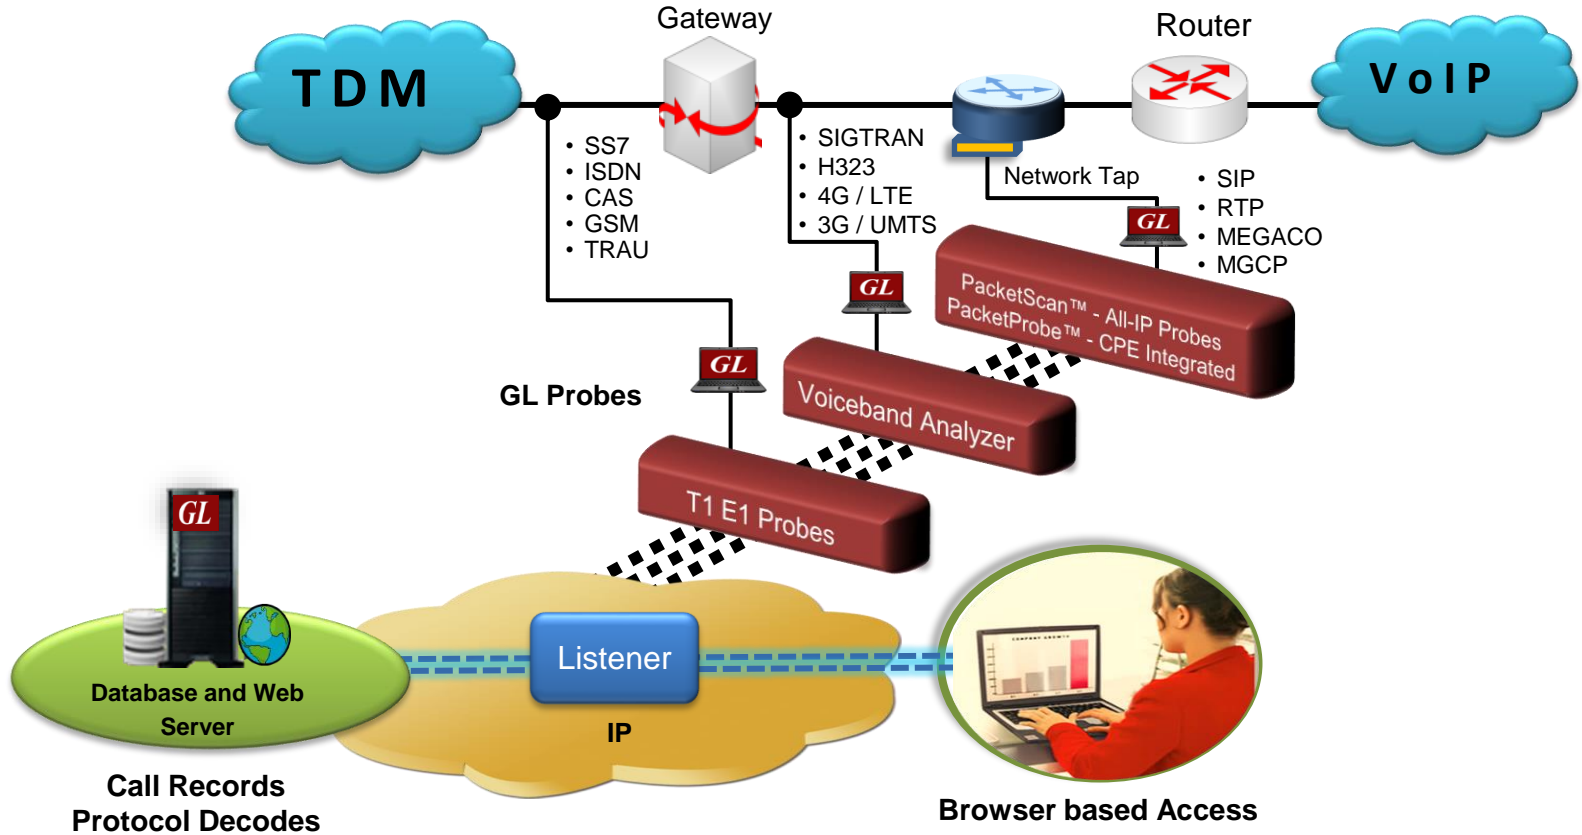 Gateway
Router
TDM
VoIP
• SS7
• ISDN
• CAS
• GSM
• TRAU
• SIGTRAN
• H323
• 4G / LTE
• 3G / UMTS
Network Tap
• SIP
• RTP
• MEGACO
• MGCP
GL
GL
GL
GL Probes
PacketScan™ - All-IP Probes
PacketProbe™ - CPE Integrated
Voiceband Analyzer
T1 E1 Probes
GL
Listener
IP
Database and Web
Server
Call Records
Protocol Decodes
COMPANY GROWTH
Browser based Access